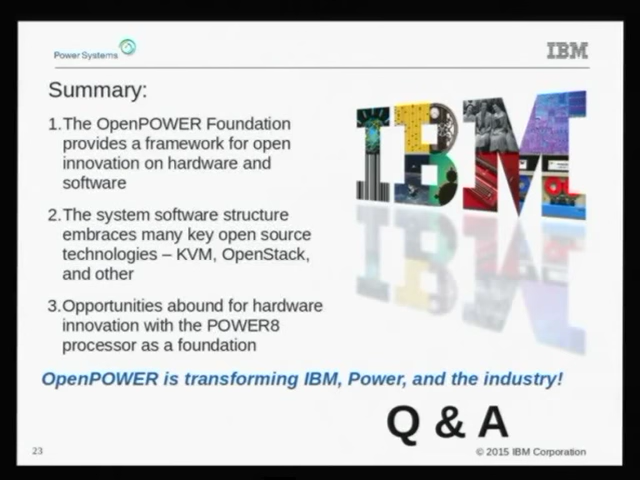 Power Systems
IBM
Summary:
1.The OpenPOWER Foundation
provides a framework for open
innovation on hardware and
software
2.The system software structure
embraces many key open source
technologies – KVM, OpenStack,
and other
3.Opportunities abound for hardware
innovation with the POWER8
processor as a foundation
IBM
OpenPOWER is transforming IBM, Power, and the industry!
Q & A
23
© 2015 IBM Corporation